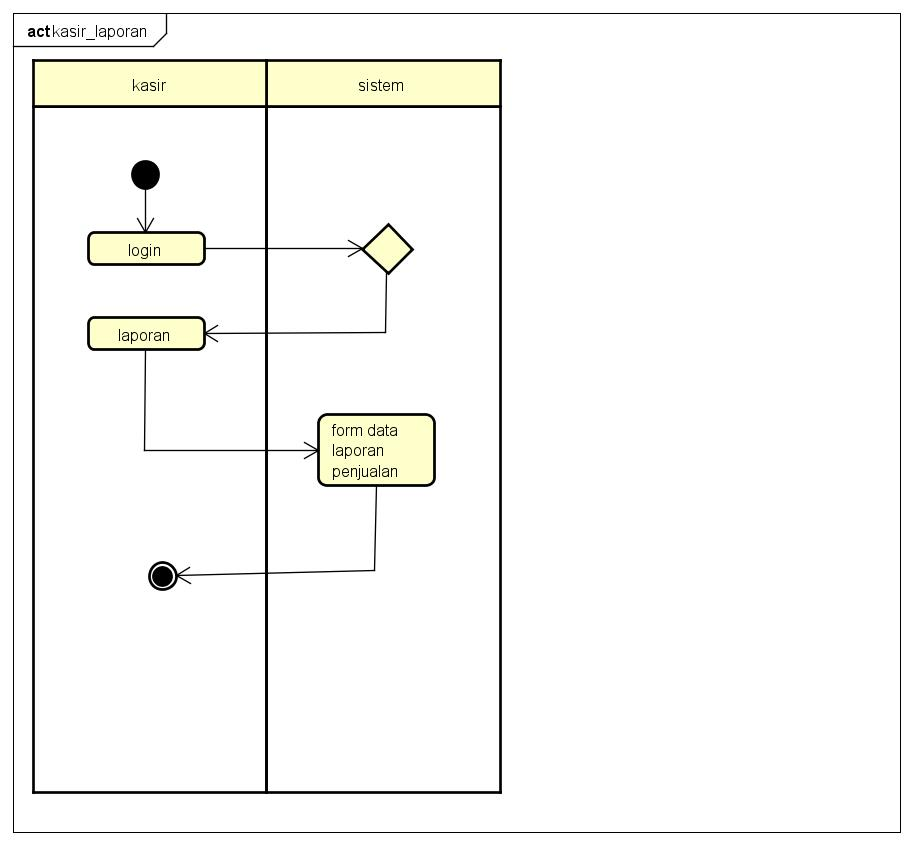 act kasir_laporan
kasir
sistem
login
laporan
form data
laporan
penjualan